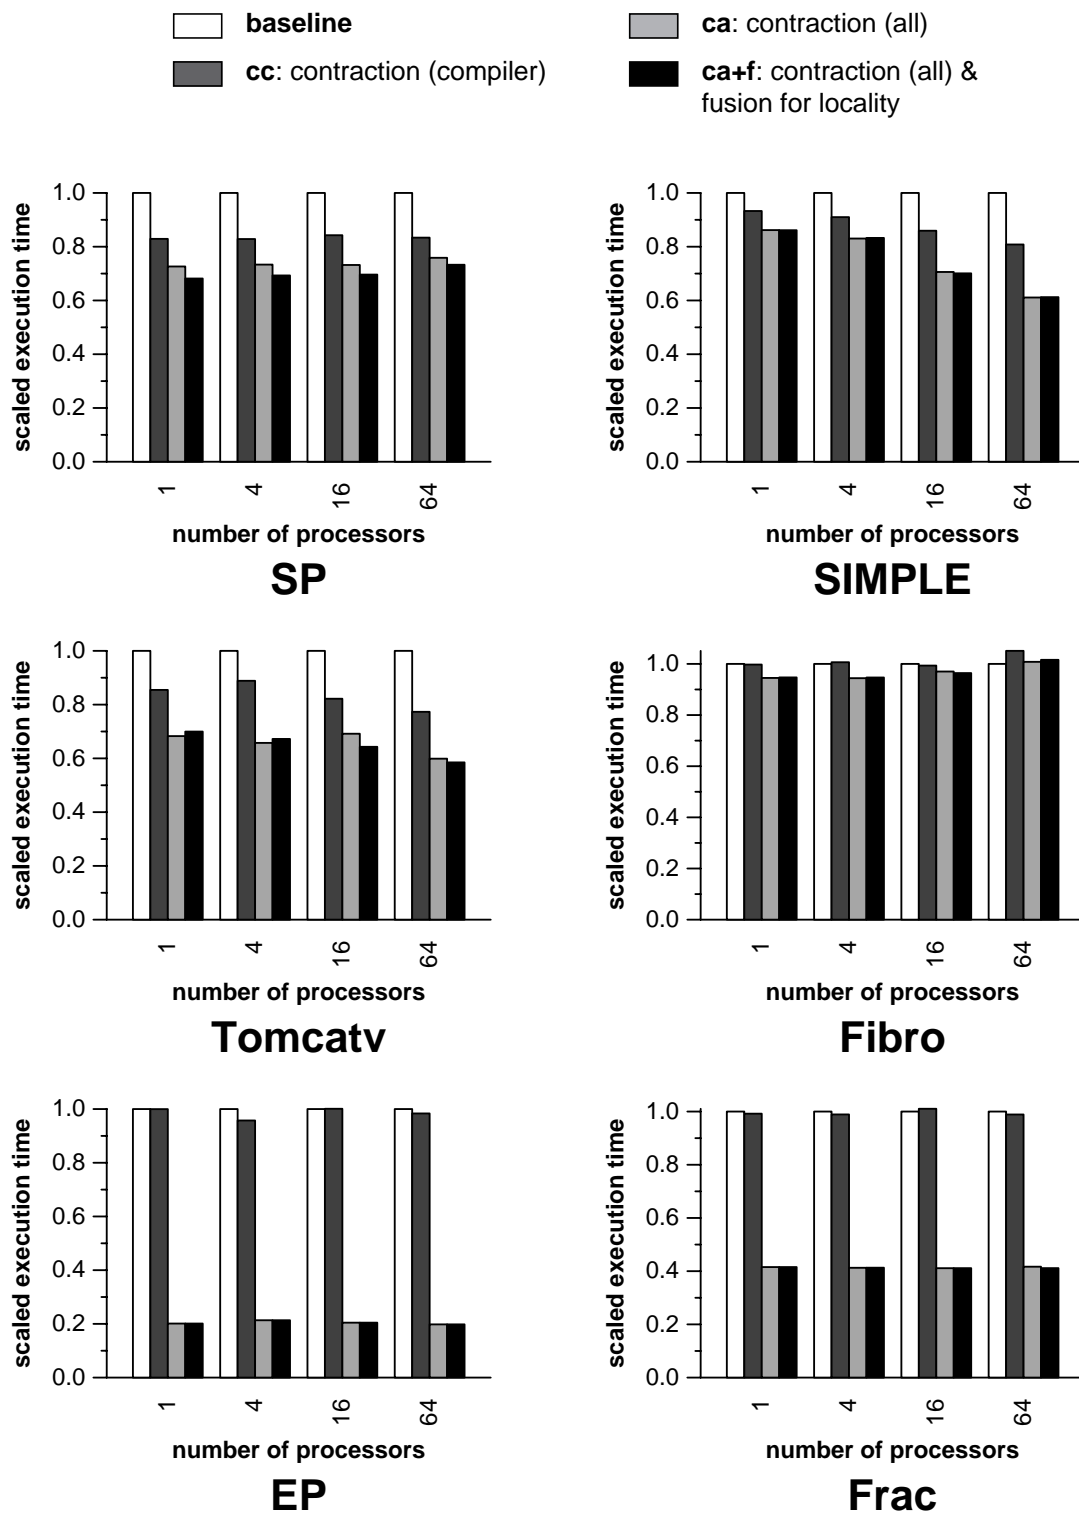 baseline
cc: contraction (compiler)
ca: contraction (all)
ca+f: contraction (all) &
fusion for locality
scaled execution time
1.0
0.8
0.6
0.4
0.2
0.0
1 4 16 64
number of processors
SP
scaled execution time
1.0
0.8
0.6
0.4
0.2
0.0
1 4 16 64
number of processors
SIMPLE
scaled execution time
1.0
0.8
0.6
0.4
0.2
0.0
1 4 16 64
number of processors
Tomcatv
scaled execution time
1.0
0.8
0.6
0.4
0.2
0.0
1 4 16 64
number of processors
Fibro
scaled execution time
1.0
0.8
0.6
0.4
0.2
0.0
1 4 16 64
number of processors
EP
scaled execution time
1.0
0.8
0.6
0.4
0.2
0.0
1 4 16 64
number of processors
Frac